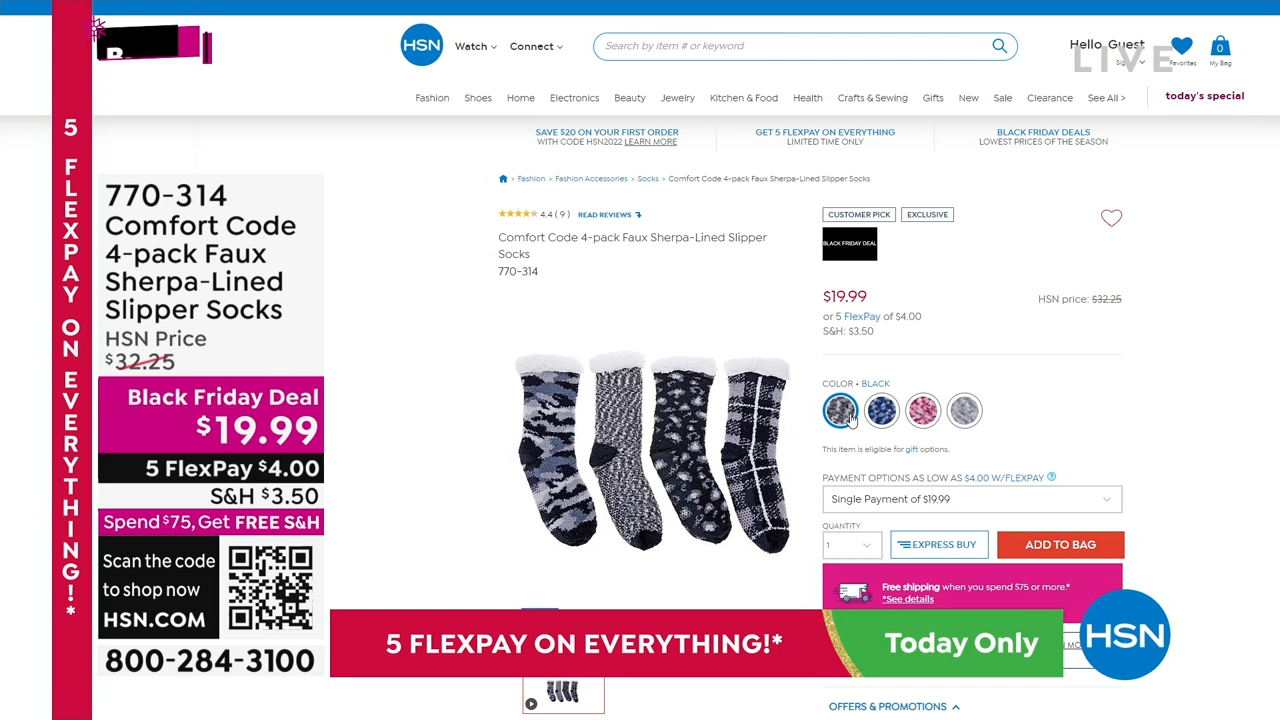 5 FLEXPAY ON EVERYTHING!*
HSN
Watch
Connect
Search by item # or keyword
Hello, Guest
LIVE
Favorites
0
My Bag
Fashion
Shoes
Home
Electronics
Beauty
Jewelry
Kitchen & Food
Health
Crafts & Sewing
Gifts
New
Sale
Clearance
See All >
today's special
SAVE $20 ON YOUR FIRST ORDER
WITH CODE HSN2022 LEARN MORE
GET 5 FLEXPAY ON EVERYTHING
LIMITED TIME ONLY
BLACK FRIDAY DEALS
LOWEST PRICES OF THE SEASON
> Fashion > Fashion Accessories > Socks > Comfort Code 4-pack Faux Sherpa-Lined Slipper Socks
770-314
Comfort Code
4-pack Faux
Sherpa-Lined
Slipper Socks
HSN Price
$32.25
Black Friday Deal
$19.99
5 FlexPay $4.00
S&H $3.50
Spend $75, Get FREE S&H
Scan the code
to shop now
HSN.COM
800-284-3100
4.4 ( 9 ) READ REVIEWS
Comfort Code 4-pack Faux Sherpa-Lined Slipper
Socks
770-314
CUSTOMER PICK
EXCLUSIVE
BLACK FRIDAY DEAL
$19.99
HSN price: $32.25
or 5 FlexPay of $4.00
S&H: $3.50
COLOR • BLACK
This item is eligible for gift options.
PAYMENT OPTIONS AS LOW AS $4.00 W/FLEXPAY ?
Single Payment of $19.99
QUANTITY
1
EXPRESS BUY
ADD TO BAG
Free shipping when you spend $75 or more.*
*See details
5 FLEXPAY ON EVERYTHING!*
Today Only
HSN
OFFERS & PROMOTIONS